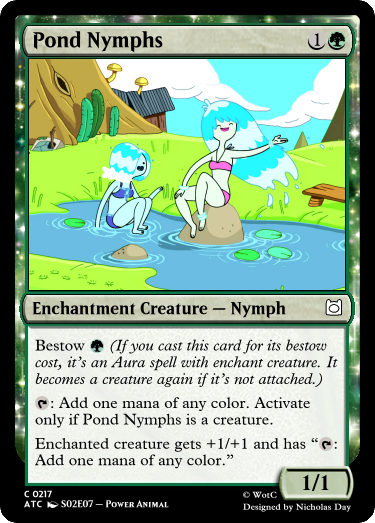 Pond Nymphs 1
Enchantment Creature — Nymph
Bestow (If you cast this card for its bestow
cost, it's an Aura spell with enchant creature. It
becomes a creature again if it's not attached.)
: Add one mana of any color. Activate
only if Pond Nymphs is a creature.
Enchanted creature gets +1/+1 and has “:
Add one mana of any color.”
1/1
C 0217
ATC S02E07 – Power Animal
© WotC
Designed by Nicholas Day